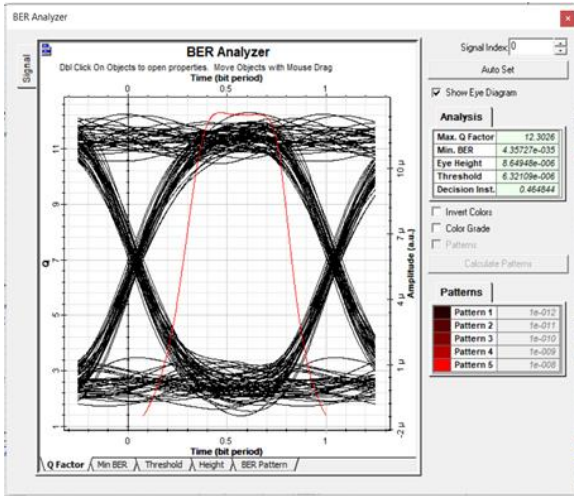 BER Analyzer
Signal
BER Analyzer
Dbl Click On Objects to open properties. Move Objects with Mouse Drag
Time (bit period)
0 0.5 1
Q
1 3 5 7 9 11
Amplitude (a.u.)
-2 µ 1 µ 4 µ 7 µ 10 µ
0 0.5 1
Time (bit period)
Q Factor Min BER Threshold Height BER Pattern
Signal Index: 0
Auto Set
Show Eye Diagram
Analysis
Max. Q Factor 12.3026
Min. BER 4.35727e-035
Eye Height 8.64948e-006
Threshold 6.32109e-006
Decision Inst. 0.464844
Invert Colors
Color Grade
Patterns
Calculate Patterns
Patterns
Pattern 1 1e-012
Pattern 2 1e-011
Pattern 3 1e-010
Pattern 4 1e-009
Pattern 5 1e-008